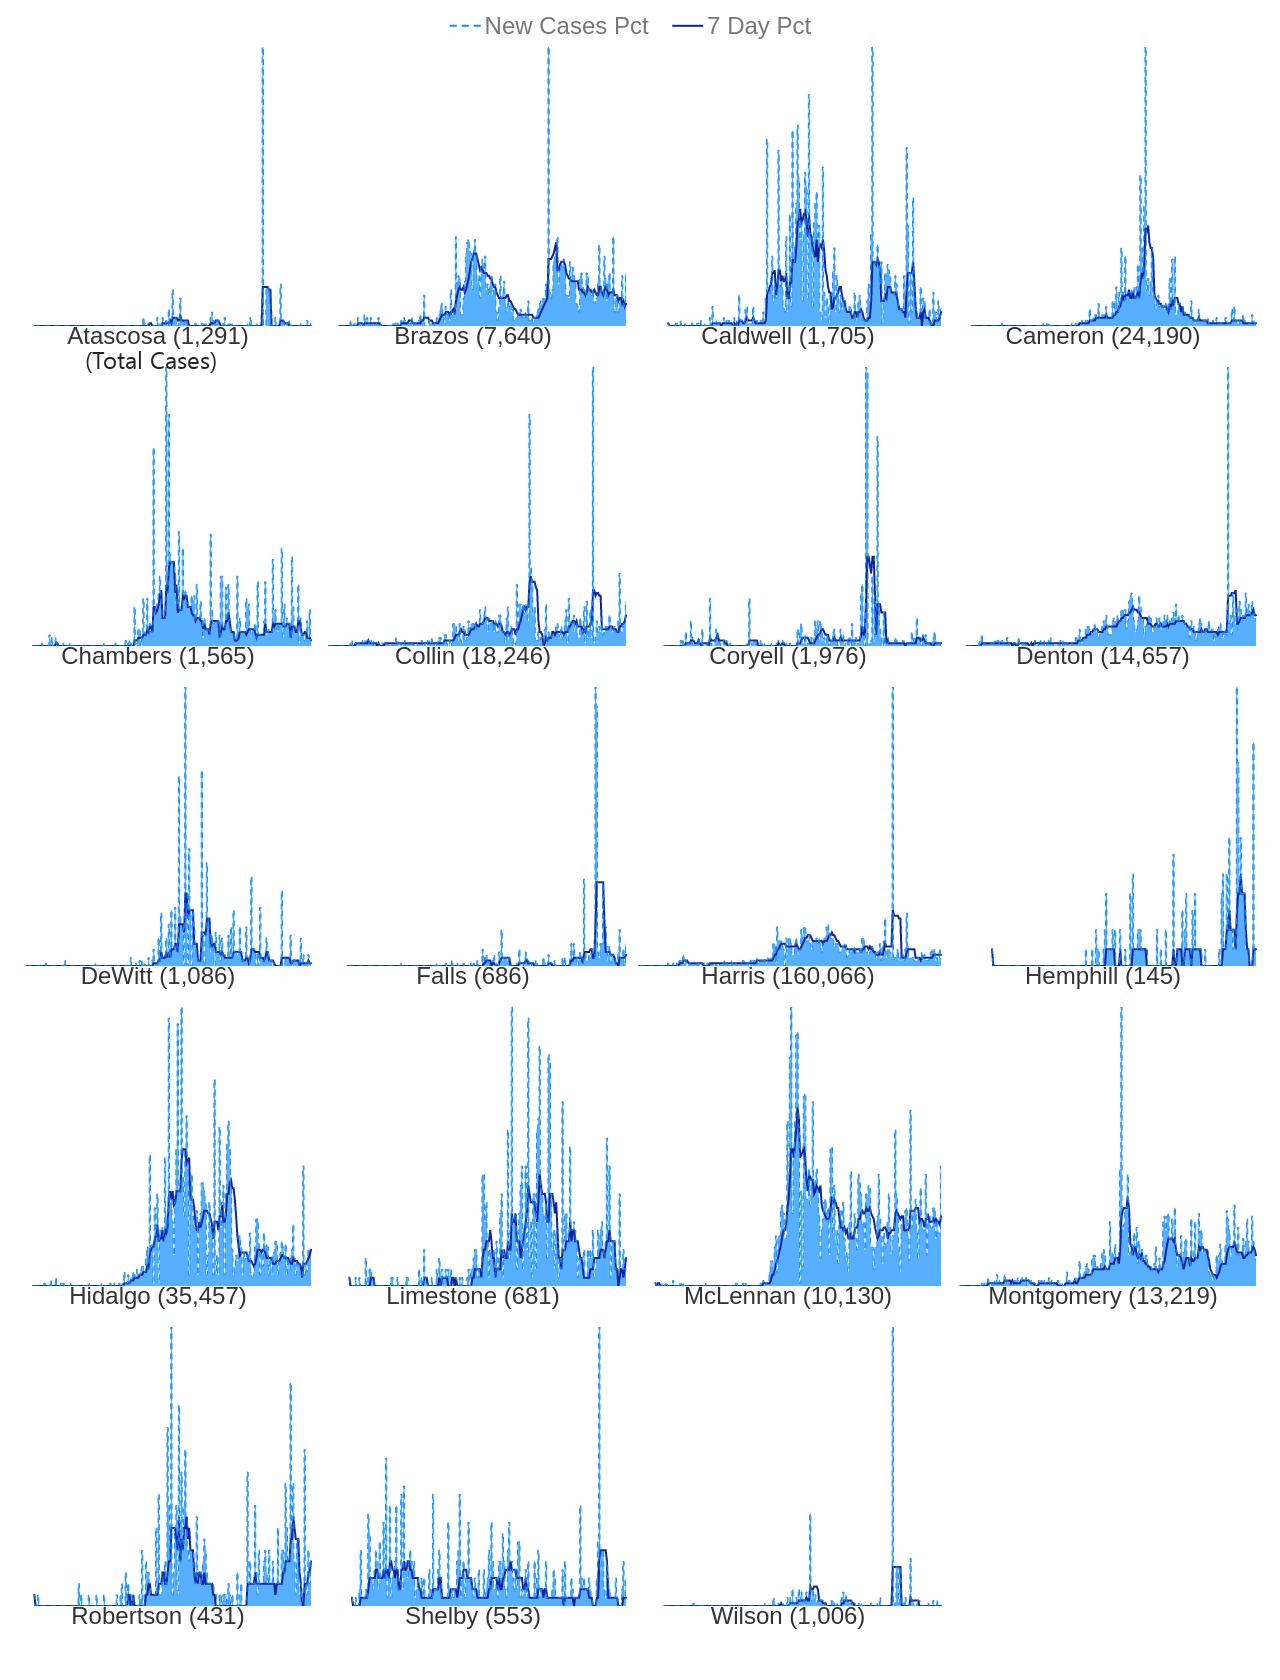 New Cases Pct 7 Day Pct
Atascosa (1,291) Brazos (7,640) Caldwell (1,705) Cameron (24,190)
(Total Cases)
Chambers (1,565) Collin (18,246) Coryell (1,976) Denton (14,657)
DeWitt (1,086) Falls (686) Harris (160,066) Hemphill (145)
Hidalgo (35,457) Limestone (681) McLennan (10,130) Montgomery (13,219)
Robertson (431) Shelby (553) Wilson (1,006)